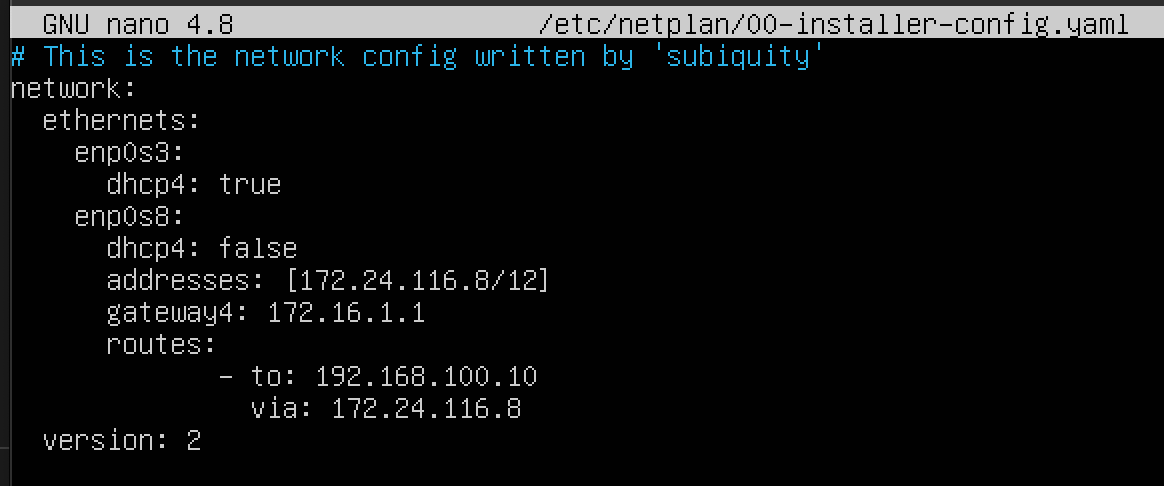 GNU nano 4.8 /etc/netplan/00-installer-config.yaml
# This is the network config written by 'subiquity'
network:
  ethernets:
    enp0s3:
      dhcp4: true
    enp0s8:
      dhcp4: false
      addresses: [172.24.116.8/12]
      gateway4: 172.16.1.1
      routes:
             - to: 192.168.100.10
               via: 172.24.116.8
  version: 2